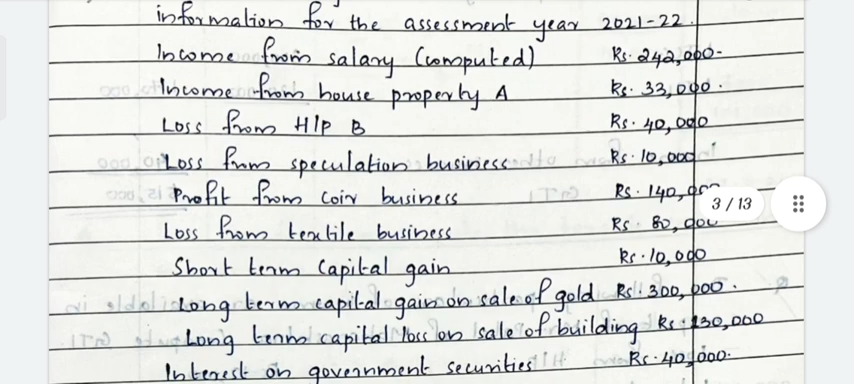 information for the assessment year 2021-22.
Income from salary (computed) Rs. 242,000-
Income from house property A Rs. 33,000.
Loss from H/P B Rs. 40,000
Loss from speculation business Rs. 10,000
Profit from coir business Rs. 140,000
3 / 13
Loss from textile business Rs. 80,000
Short term capital gain Rs. 10,000
Long term capital gain on sale of gold Rs. 300,000.
Long term capital loss on sale of building Rs. 130,000
Interest on government securities Rs. 40,000.